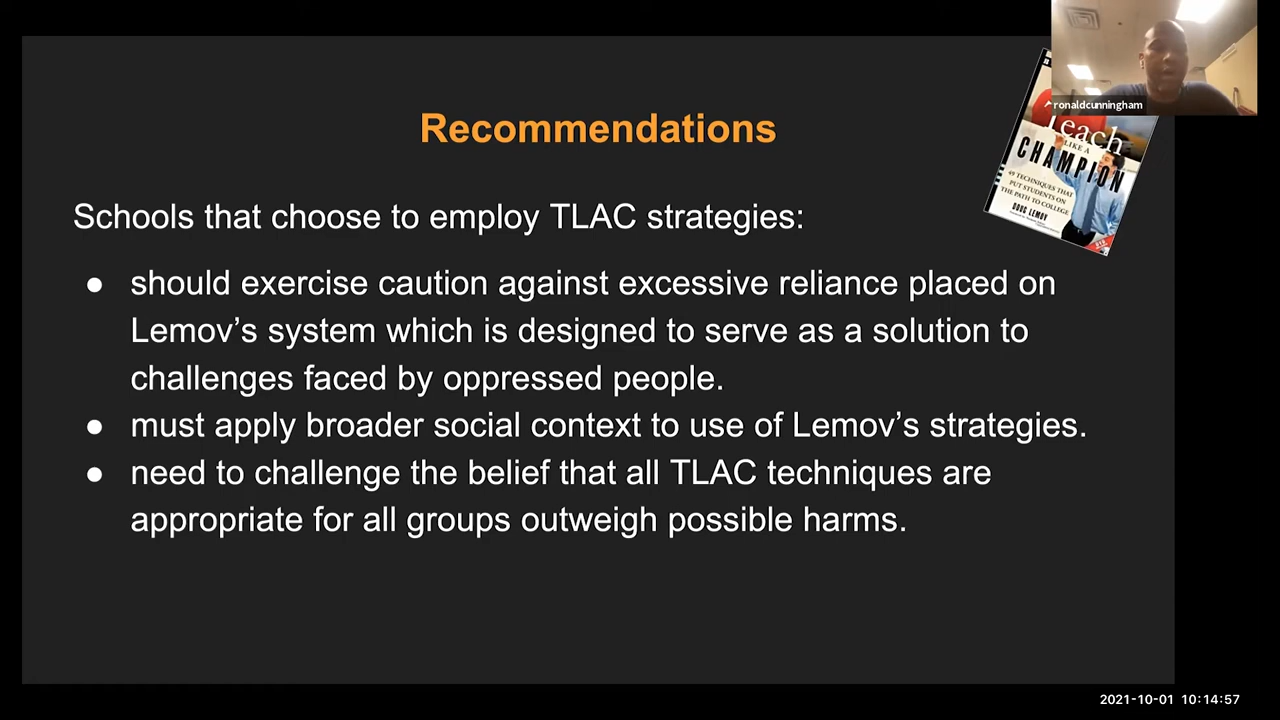 ronaldcunningham
Recommendations
Teach
LIKE A
CHAMPION
49 TECHNIQUES THAT
PUT STUDENTS ON
THE PATH TO COLLEGE
DOUG LEMOV
Schools that choose to employ TLAC strategies:
● should exercise caution against excessive reliance placed on
Lemov’s system which is designed to serve as a solution to
challenges faced by oppressed people.
● must apply broader social context to use of Lemov’s strategies.
● need to challenge the belief that all TLAC techniques are
appropriate for all groups outweigh possible harms.
2021-10-01 10:14:57